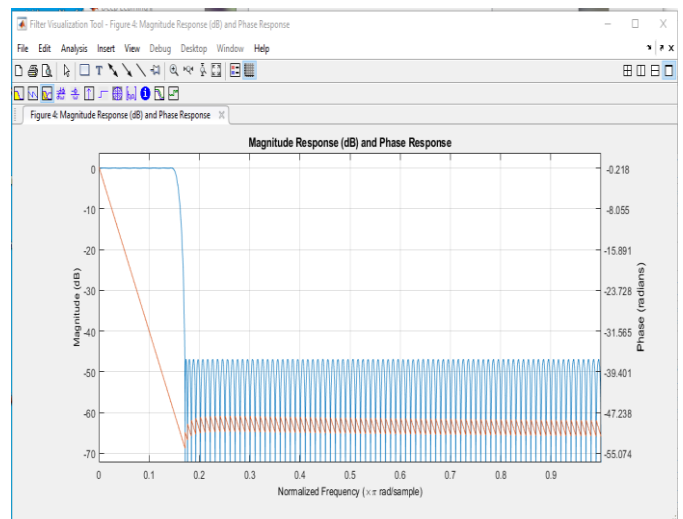 Filter Visualization Tool - Figure 4: Magnitude Response (dB) and Phase Response
File Edit Analysis Insert View Debug Desktop Window Help
Figure 4: Magnitude Response (dB) and Phase Response
Magnitude Response (dB) and Phase Response
0
-10
-20
-30
-40
-50
-60
-70
Magnitude (dB)
-0.218
-8.055
-15.891
-23.728
-31.565
-39.401
-47.238
-55.074
Phase (radians)
0 0.1 0.2 0.3 0.4 0.5 0.6 0.7 0.8 0.9
Normalized Frequency (×π rad/sample)